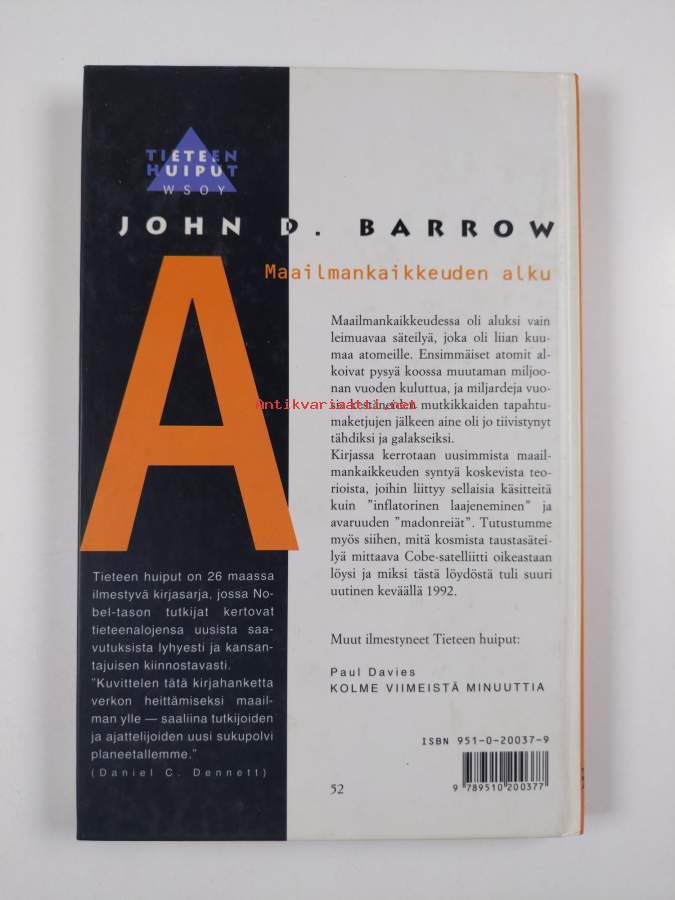 TIETEEN
HUIPUT
WSOY
JOHN D. BARROW
Maailmankaikkeuden alku
A
Maailmankaikkeudessa oli aluksi vain
leimuavaa säteilyä, joka oli liian kuu-
maa atomeille. Ensimmäiset atomit al-
koivat pysyä koossa muutaman miljoo-
nan vuoden kuluttua, ja miljardeja vuo-
kestaneiden mutkikkaiden tapahtu-
maketjujen jälkeen aine oli jo tiivistynyt
tähdiksi ja galakseiksi.
Kirjassa kerrotaan uusimmista maail-
mankaikkeuden syntyä koskevista teo-
rioista, joihin liittyy sellaisia käsitteitä
kuin "inflatorinen laajeneminen" ja
avaruuden "madonreiät". Tutustumme
myös siihen, mitä kosmista taustasätei-
lyä mittaava Cobe-satelliitti oikeastaan
löysi ja miksi tästä löydöstä tuli suuri
uutinen keväällä 1992.
Antikvariaatti.net
Tieteen huiput on 26 maassa
ilmestyvä kirjasarja, jossa No-
bel-tason tutkijat kertovat
tieteenalojensa uusista saa-
vutuksista lyhyesti ja kansan-
tajuisen kiinnostavasti.
"Kuvittelen tätä kirjahanketta
verkon heittämiseksi maail-
man ylle — saaliina tutkijoiden
ja ajattelijoiden uusi sukupolvi
planeetallemme."
(Daniel C. Dennett)
Muut ilmestyneet Tieteen huiput:
Paul Davies
KOLME VIIMEISTÄ MINUUTTIA
ISBN 951-0-20037-9
52
9 789510 200377